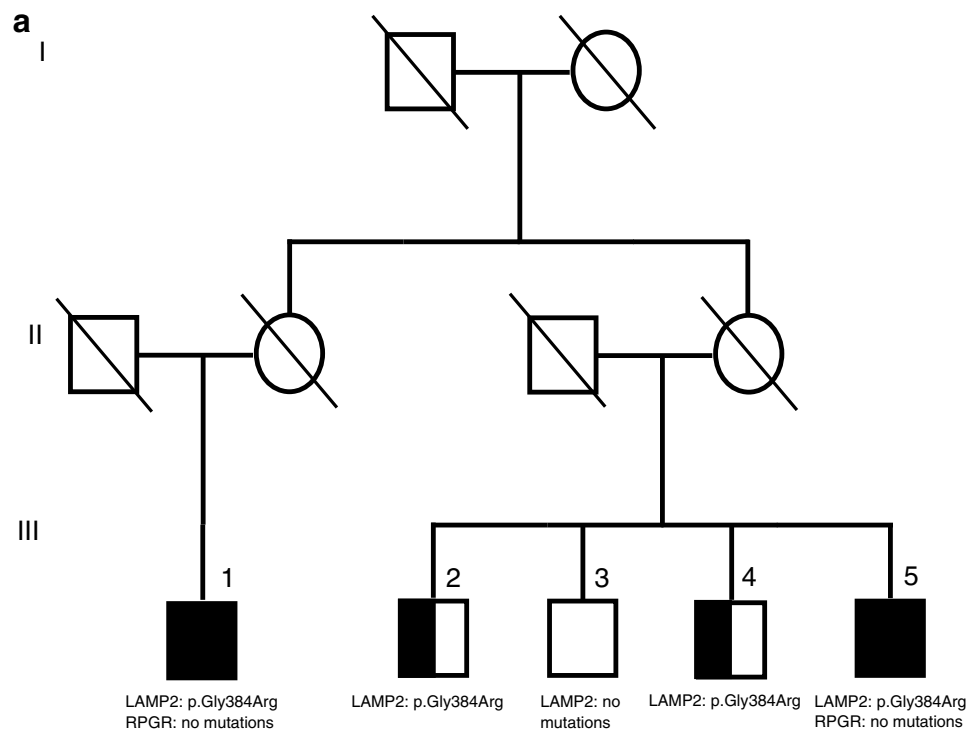 a
I
II
III
1
2
3
4
5
LAMP2: p.Gly384Arg
RPGR: no mutations
LAMP2: p.Gly384Arg
LAMP2: no
mutations
LAMP2: p.Gly384Arg
LAMP2: p.Gly384Arg
RPGR: no mutations